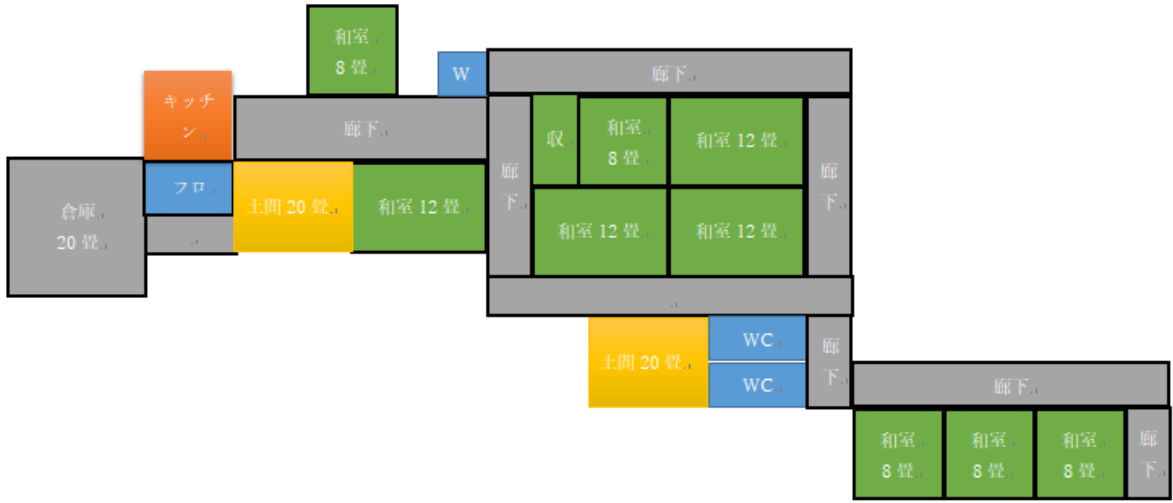 和室
8 畳
W
廊下
キッチ
ン
廊下
収
和室
8 畳
和室 12 畳
廊
下
廊
下
倉庫
20 畳
フロ
土間 20 畳
和室 12 畳
和室 12 畳
和室 12 畳
土間 20 畳
WC
WC
廊
下
廊下
和室
8 畳
和室
8 畳
和室
8 畳
廊
下